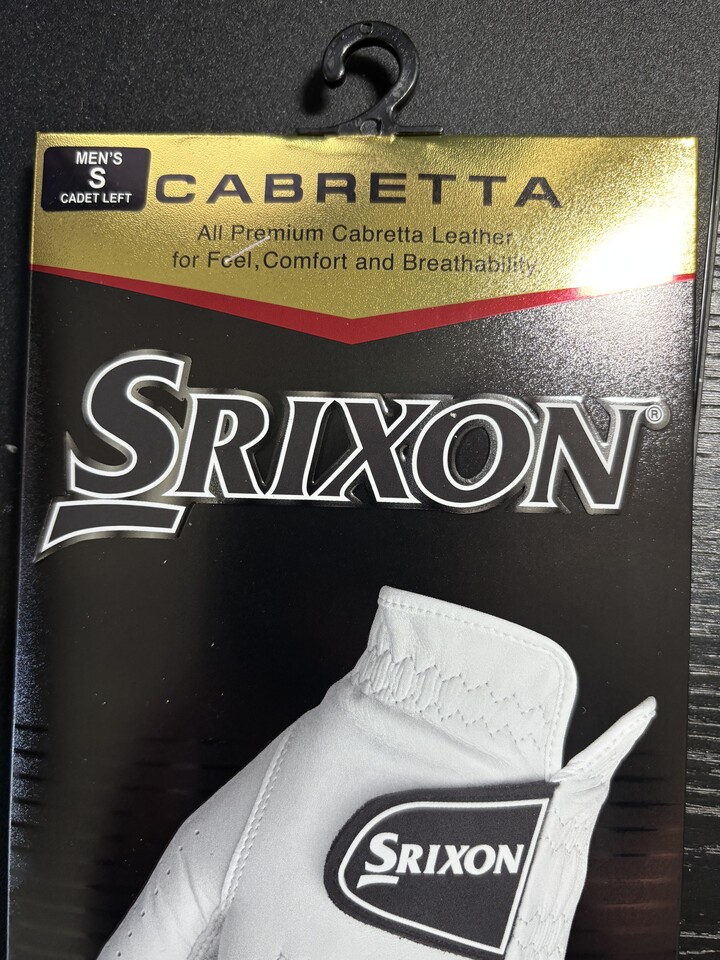 MEN'S
S
CADET LEFT
CABRETTA
All Premium Cabretta Leather
for Feel, Comfort and Breathability.
SRIXON®
SRIXON